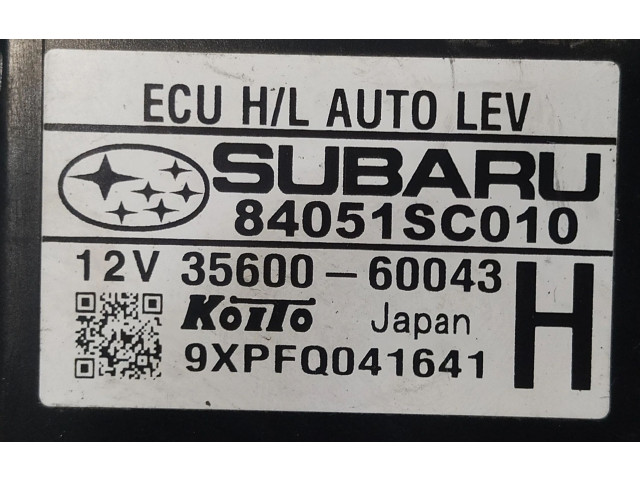 ECU H/L AUTO LEV
SUBARU
84051SC010
12V 35600-60043
H
KOITO Japan
9XPFQ041641